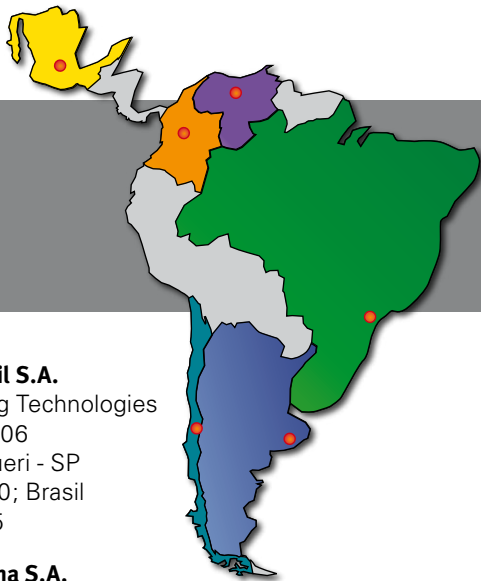 il S.A.
g Technologies
06
ueri - SP
0; Brasil
5
na S.A.